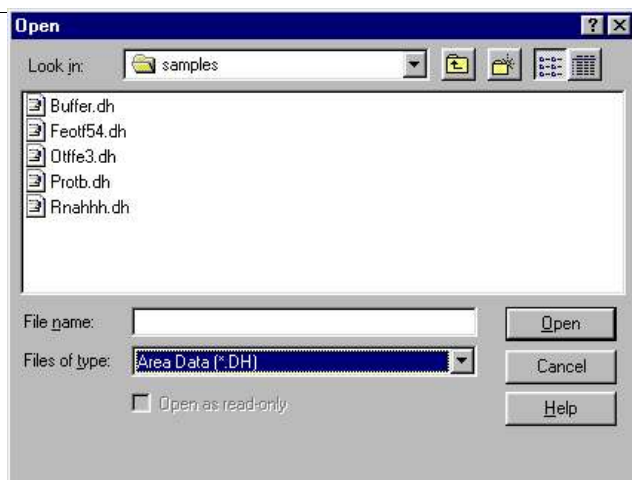 Open
Look in: samples
Buffer.dh
Feotf54.dh
Otffe3.dh
Protb.dh
Rnahhh.dh
File name: Open
Files of type: Area Data (*.DH) Cancel
Open as read-only Help